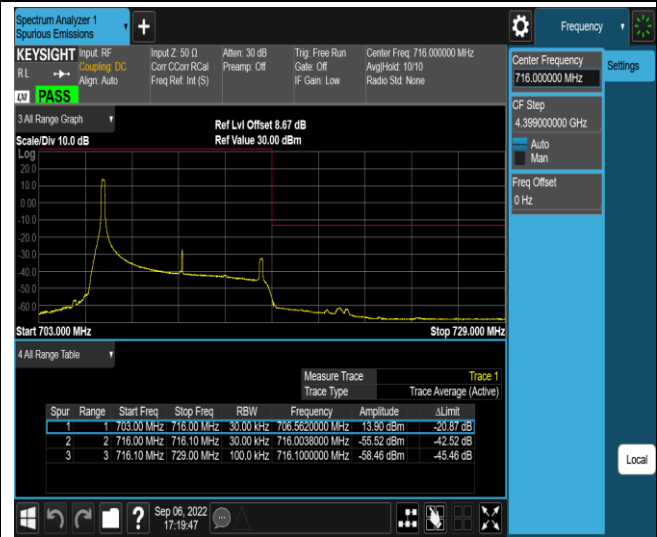 Spectrum Analyzer 1
Spurious Emissions
+
Frequency
KEYSIGHT
RL
LXI
PASS
Input: RF
Coupling: DC
Align: Auto
Input Z: 50 Ω
Corr CCorr RCal
Freq Ref: Int (S)
Atten: 30 dB
Preamp: Off
Trig: Free Run
Gate: Off
IF Gain: Low
Center Freq: 716.000000 MHz
Avg|Hold: 10/10
Radio Std: None
3 All Range Graph
Scale/Div 10.0 dB
Ref Lvl Offset 8.67 dB
Ref Value 30.00 dBm
Log
20.0
10.0
0.00
-10.0
-20.0
-30.0
-40.0
-50.0
-60.0
Start 703.000 MHz
Stop 729.000 MHz
4 All Range Table
Measure Trace Trace 1
Trace Type Trace Average (Active)
Spur Range Start Freq Stop Freq RBW Frequency Amplitude ΔLimit
1 1 703.00 MHz 716.00 MHz 30.00 kHz 706.5620000 MHz 13.90 dBm -20.87 dB
2 2 716.00 MHz 716.10 MHz 30.00 kHz 716.0038000 MHz -55.52 dBm -42.52 dB
3 3 716.10 MHz 729.00 MHz 100.0 kHz 716.1000000 MHz -58.46 dBm -45.46 dB
?
Sep 06, 2022
17:19:47
Center Frequency
716.000000 MHz
Settings
CF Step
4.399000000 GHz
Auto
Man
Freq Offset
0 Hz
Local